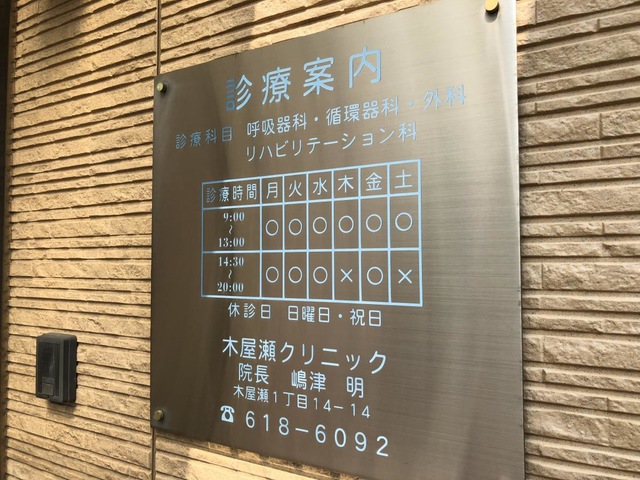 診療案内
診療科目 呼吸器科・循環器科・外科
リハビリテーション科
診療時間 月 火 水 木 金 土
9:00 〜 13:00 ○ ○ ○ ○ ○ ○
14:30 〜 20:00 ○ ○ ○ × ○ ×
休診日 日曜日・祝日
木屋瀬クリニック
院長 嶋津 明
木屋瀬1丁目14-14
☎ 618-6092